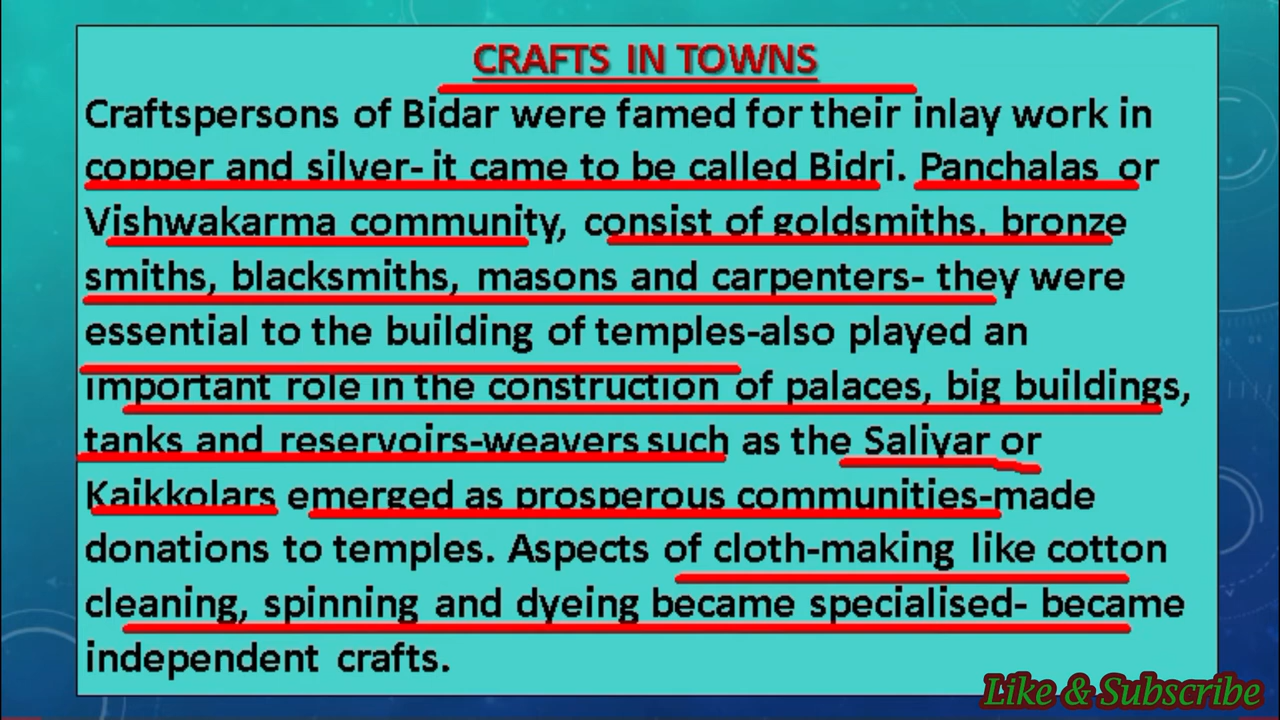 CRAFTS IN TOWNS
Craftspersons of Bidar were famed for their inlay work in
copper and silver- it came to be called Bidri. Panchalas or
Vishwakarma community, consist of goldsmiths, bronze
smiths, blacksmiths, masons and carpenters- they were
essential to the building of temples-also played an
important role in the construction of palaces, big buildings,
tanks and reservoirs-weavers such as the Saliyar or
Kaikkolars emerged as prosperous communities-made
donations to temples. Aspects of cloth-making like cotton
cleaning, spinning and dyeing became specialised- became
independent crafts.
Like & Subscribe